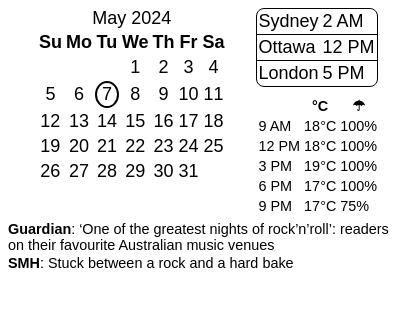 May 2024
Su Mo Tu We Th Fr Sa
1 2 3 4
5 6 7 8 9 10 11
12 13 14 15 16 17 18
19 20 21 22 23 24 25
26 27 28 29 30 31
Sydney 2 AM
Ottawa 12 PM
London 5 PM
°C ☂
9 AM 18°C 100%
12 PM 18°C 100%
3 PM 19°C 100%
6 PM 17°C 100%
9 PM 17°C 75%
Guardian: ‘One of the greatest nights of rock’n’roll’: readers
on their favourite Australian music venues
SMH: Stuck between a rock and a hard bake